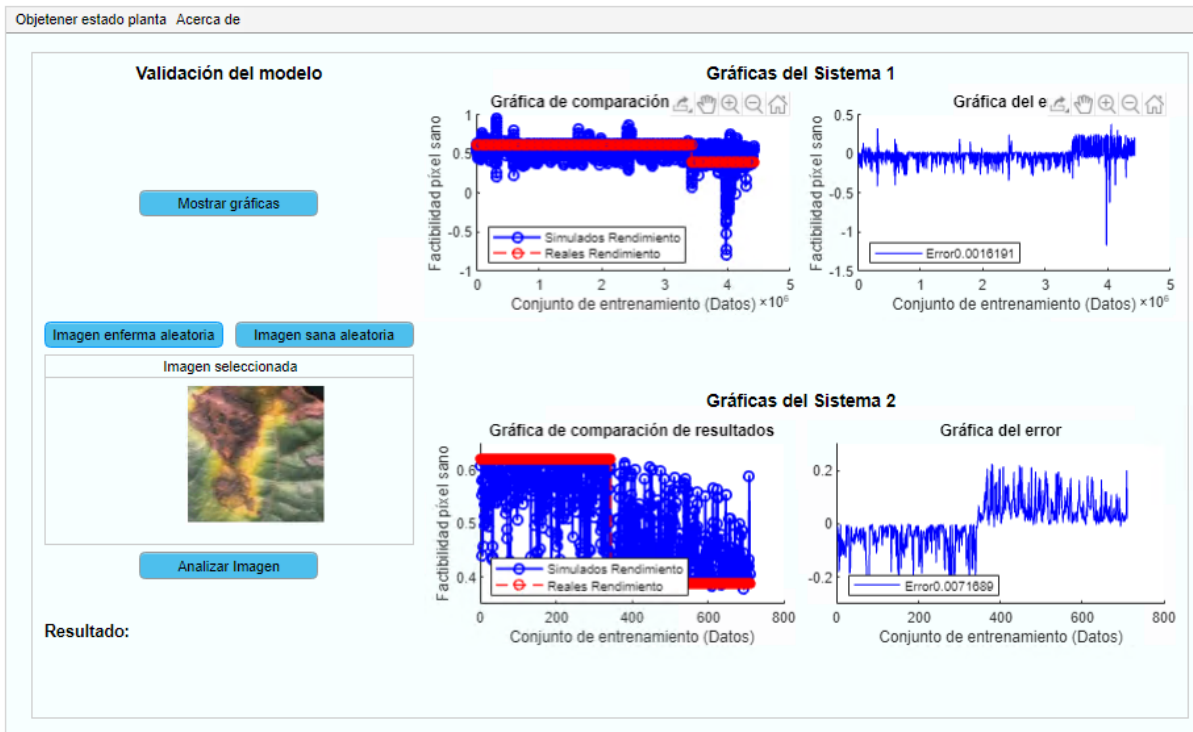 Objetener estado planta Acerca de
Validación del modelo
Mostrar gráficas
Imagen enferma aleatoria
Imagen sana aleatoria
Imagen seleccionada
Analizar Imagen
Resultado:
Gráficas del Sistema 1
Gráfica de comparación
Factibilidad píxel sano
1
0.5
0
-0.5
-1
Simulados Rendimiento
Reales Rendimiento
0 1 2 3 4 5
Conjunto de entrenamiento (Datos) ×10⁶
Gráfica del e
Factibilidad píxel sano
0.5
0
-0.5
-1
-1.5
Error0.0016191
0 1 2 3 4 5
Conjunto de entrenamiento (Datos) ×10⁶
Gráficas del Sistema 2
Gráfica de comparación de resultados
Factibilidad píxel sano
0.6
0.5
0.4
Simulados Rendimiento
Reales Rendimiento
0 200 400 600 800
Conjunto de entrenamiento (Datos)
Gráfica del error
0.2
0
-0.2
Error0.0071689
0 200 400 600 800
Conjunto de entrenamiento (Datos)